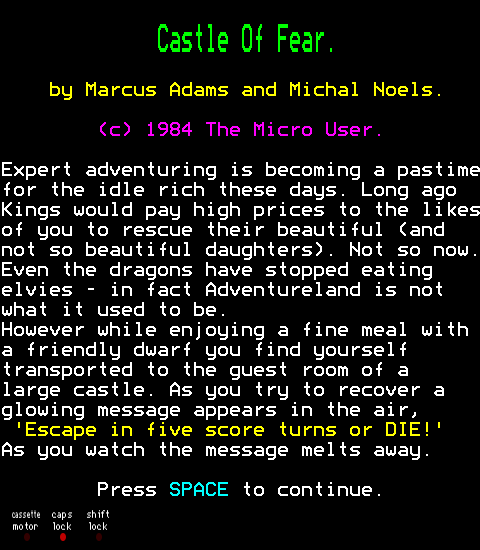 Castle Of Fear.
by Marcus Adams and Michal Noels.
(c) 1984 The Micro User.
Expert adventuring is becoming a pastime
for the idle rich these days. Long ago
Kings would pay high prices to the likes
of you to rescue their beautiful (and
not so beautiful daughters). Not so now.
Even the dragons have stopped eating
elvies - in fact Adventureland is not
what it used to be.
However while enjoying a fine meal with
a friendly dwarf you find yourself
transported to the guest room of a
large castle. As you try to recover a
glowing message appears in the air,
'Escape in five score turns or DIE!'
As you watch the message melts away.
Press SPACE to continue.
cassette motor
caps lock
shift lock